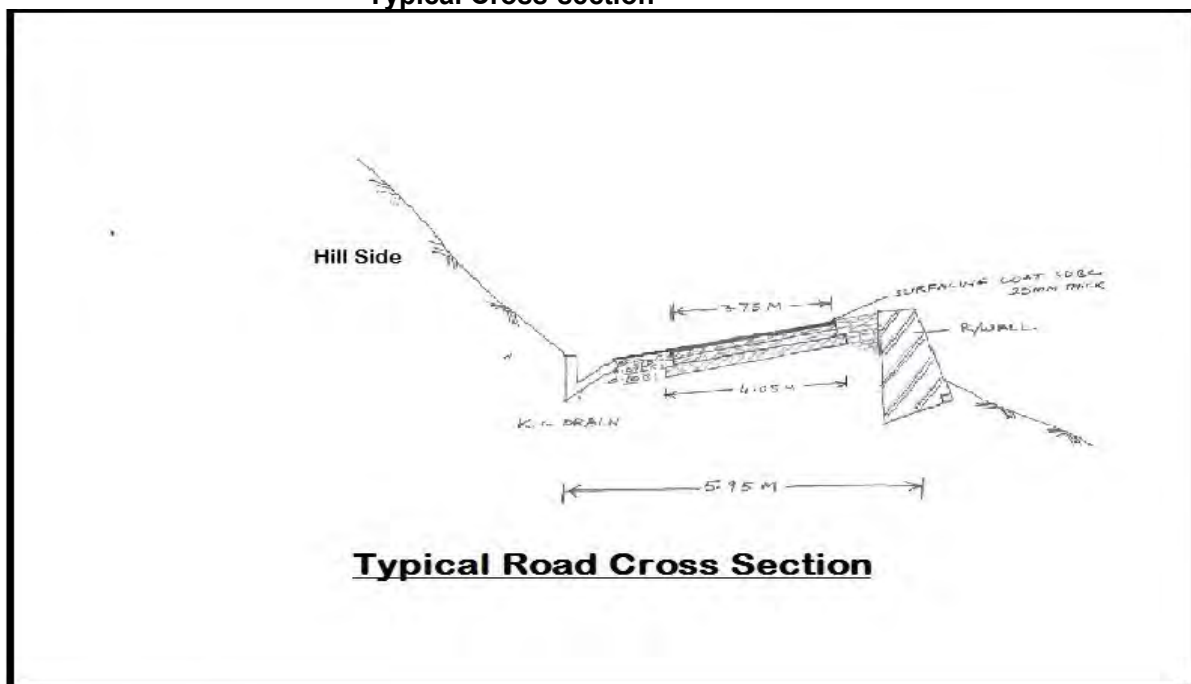 Typical Cross-section
Hill Side
3.75 M
SURFACING COAT SDBC
25MM THICK
R/WALL.
4.05 M
DRAIN
5.95 M
Typical Road Cross Section